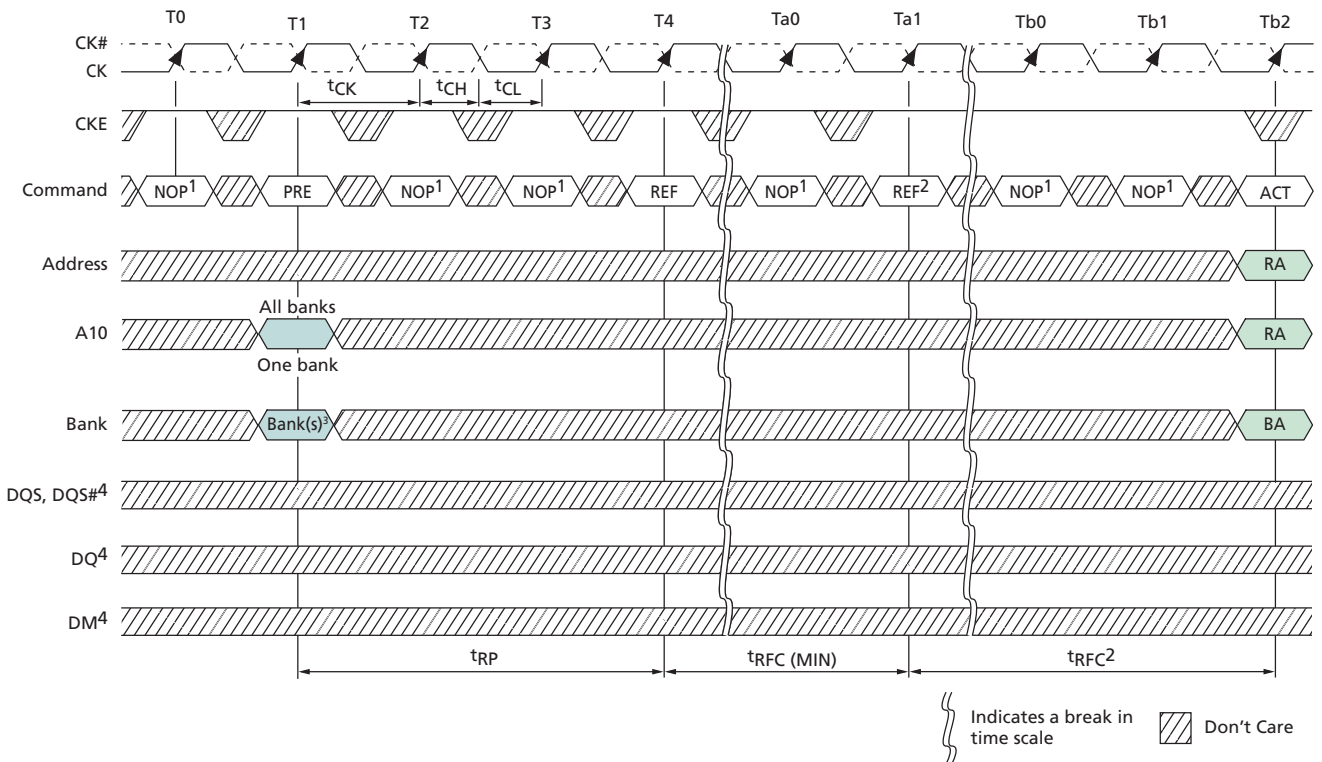 T0 T1 T2 T3 T4 Ta0 Ta1 Tb0 Tb1 Tb2
CK#
CK
tCK tCH tCL
CKE
Command NOP1 PRE NOP1 NOP1 REF NOP1 REF2 NOP1 NOP1 ACT
Address RA
All banks
A10 RA
One bank
Bank Bank(s)3 BA
DQS, DQS#4
DQ4
DM4
tRP tRFC (MIN) tRFC2
Indicates a break in
time scale
Don't Care